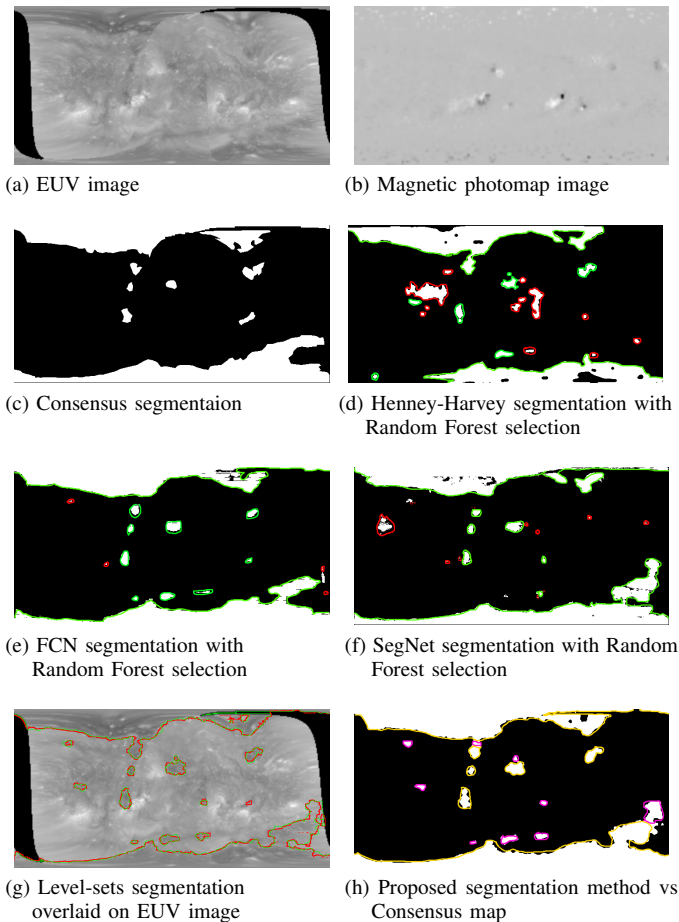 (a) EUV image
(b) Magnetic photomap image
(c) Consensus segmentaion
(d) Henney-Harvey segmentation with
Random Forest selection
(e) FCN segmentation with
Random Forest selection
(f) SegNet segmentation with Random
Forest selection
(g) Level-sets segmentation
overlaid on EUV image
(h) Proposed segmentation method vs
Consensus map